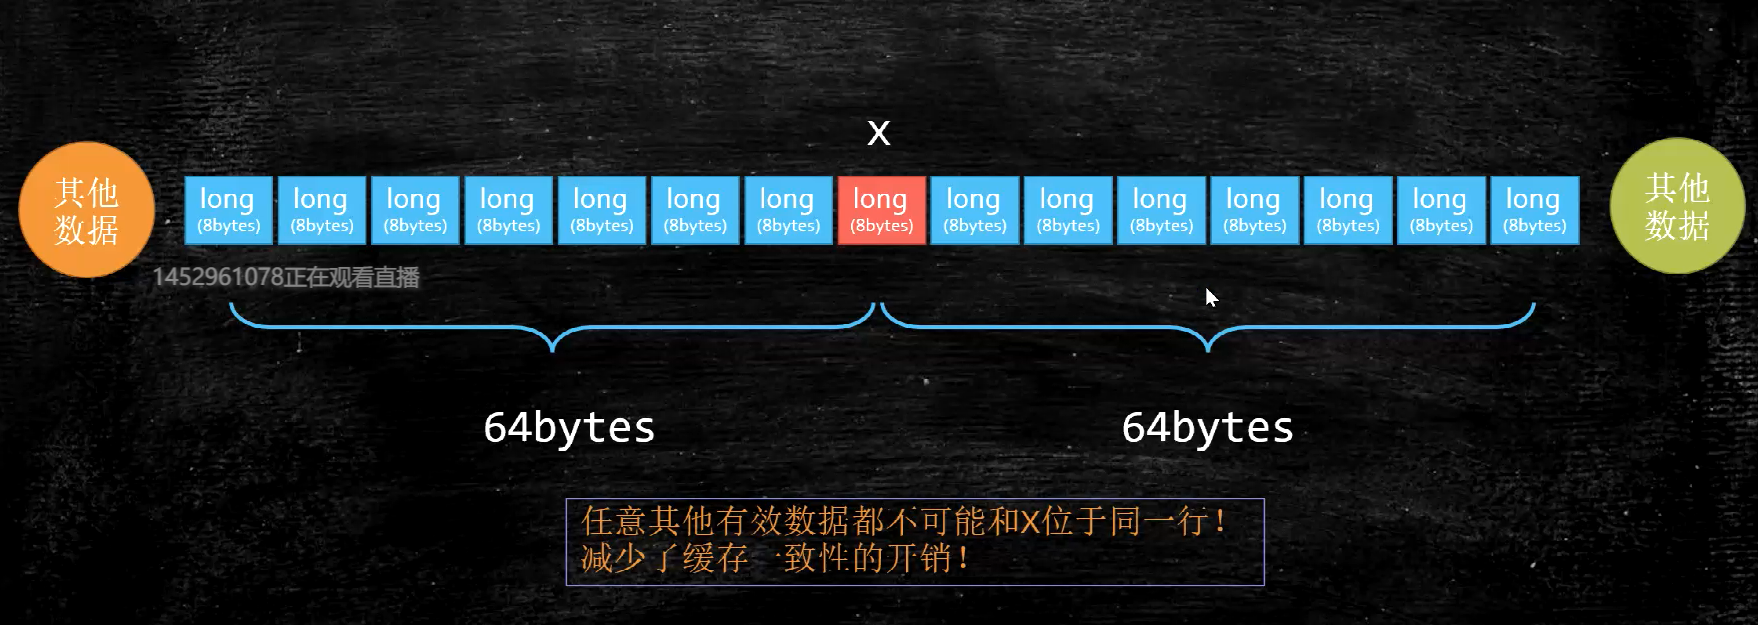 X
其他
数据
long long long long long long long long long long long long long long long
(8bytes) (8bytes) (8bytes) (8bytes) (8bytes) (8bytes) (8bytes) (8bytes) (8bytes) (8bytes) (8bytes) (8bytes) (8bytes) (8bytes) (8bytes)
其他
数据
1452961078正在观看直播
64bytes
64bytes
任意其他有效数据都不可能和X位于同一行！
减少了缓存一致性的开销！